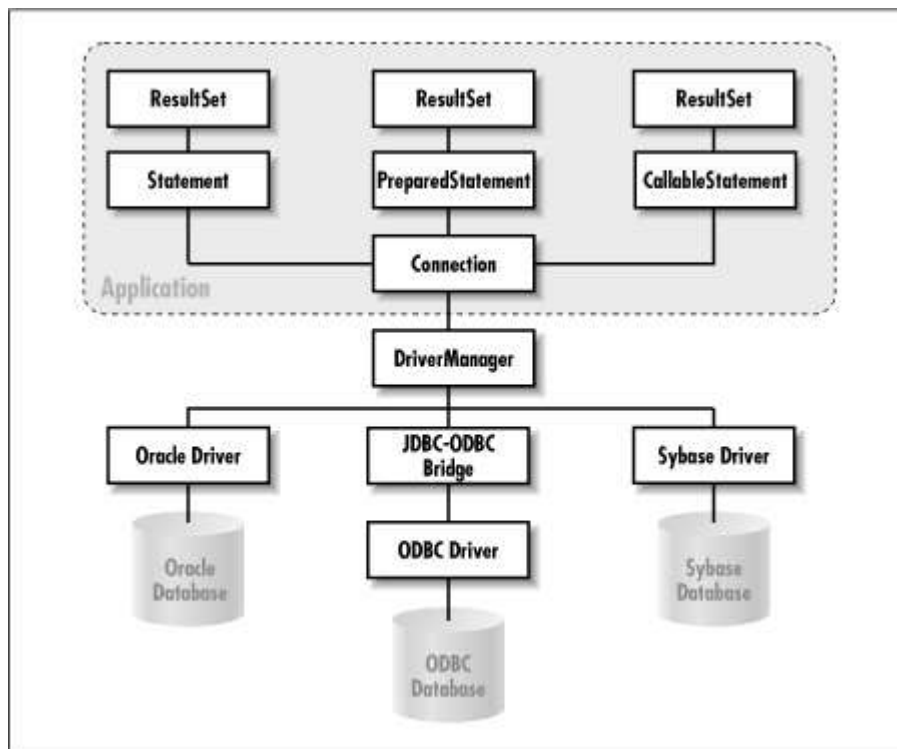 ResultSet
ResultSet
ResultSet
Statement
PreparedStatement
CallableStatement
Connection
Application
DriverManager
Oracle Driver
JDBC-ODBC
Bridge
Sybase Driver
ODBC Driver
Oracle
Database
Sybase
Database
ODBC
Database